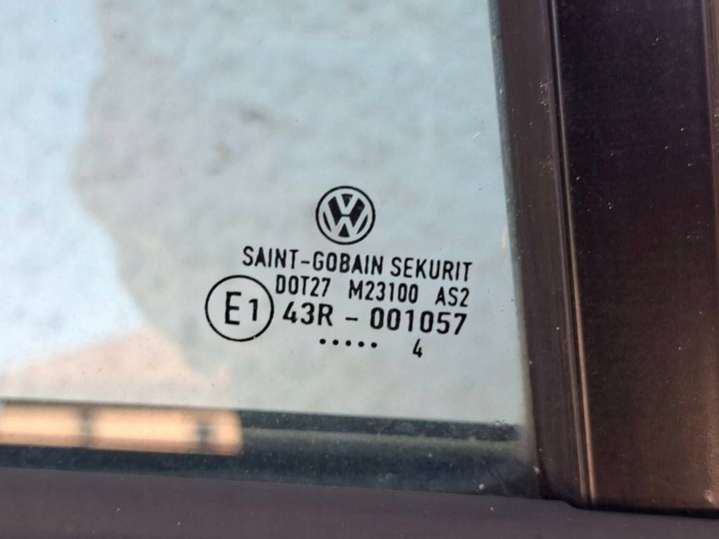 SAINT-GOBAIN SEKURIT
DOT27 M23100 AS2
E1 43R - 001057
..... 4